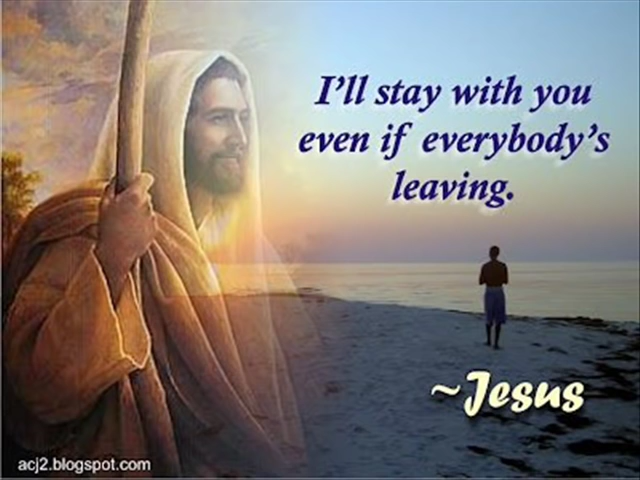 I'll stay with you
even if everybody's
leaving.
~Jesus
acj2.blogspot.com